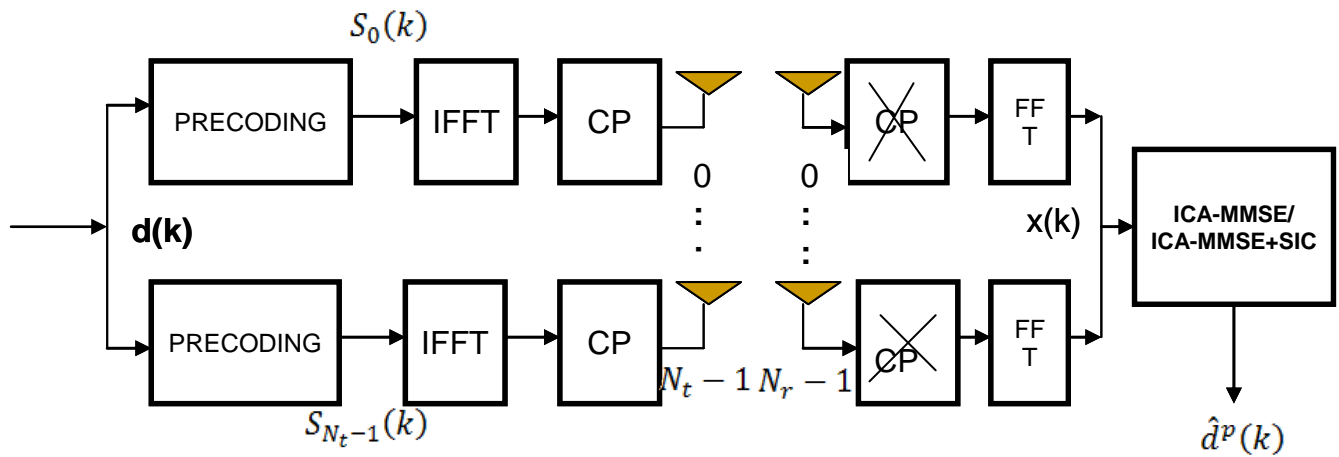 S₀(k)
PRECODING
IFFT
CP
0
0
CP
FF
T
d(k)
x(k)
ICA-MMSE/
ICA-MMSE+SIC
PRECODING
IFFT
CP
Nₜ − 1
Nᵣ − 1
CP
FF
T
S_{Nₜ−1}(k)
d̂ᵖ(k)